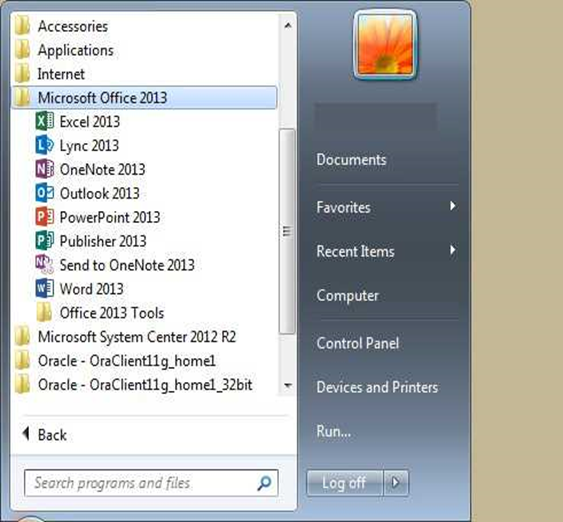 Accessories
Applications
Internet
Microsoft Office 2013
Excel 2013
Lync 2013
OneNote 2013
Outlook 2013
PowerPoint 2013
Publisher 2013
Send to OneNote 2013
Word 2013
Office 2013 Tools
Microsoft System Center 2012 R2
Oracle - OraClient11g_home1
Oracle - OraClient11g_home1_32bit
Back
Search programs and files
Documents
Favorites
Recent Items
Computer
Control Panel
Devices and Printers
Run...
Log off